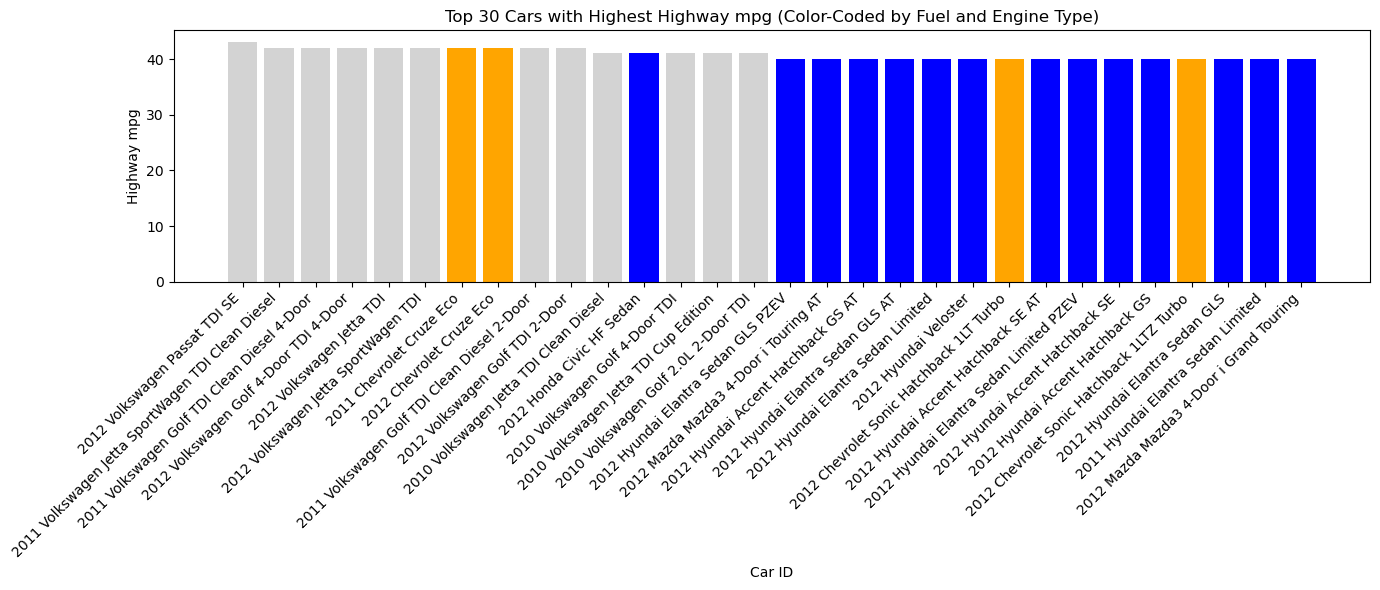 Top 30 Cars with Highest Highway mpg (Color-Coded by Fuel and Engine Type)
Highway mpg
40
30
20
10
0
2012 Volkswagen Passat TDI SE
2011 Volkswagen Jetta SportWagen TDI Clean Diesel
2011 Volkswagen Golf TDI Clean Diesel 4-Door
2012 Volkswagen Golf 4-Door TDI 4-Door
2012 Volkswagen Jetta TDI
2012 Volkswagen Jetta SportWagen TDI
2011 Chevrolet Cruze Eco
2012 Chevrolet Cruze Eco
2011 Volkswagen Golf TDI Clean Diesel 2-Door
2012 Volkswagen Golf TDI 2-Door
2010 Volkswagen Jetta TDI Clean Diesel
2012 Honda Civic HF Sedan
2010 Volkswagen Golf 4-Door TDI
2010 Volkswagen Jetta TDI Cup Edition
2010 Volkswagen Golf 2.0L 2-Door TDI
2012 Hyundai Elantra Sedan GLS PZEV
2012 Mazda Mazda3 4-Door i Touring AT
2012 Hyundai Accent Hatchback GS AT
2012 Hyundai Elantra Sedan GLS AT
2012 Hyundai Elantra Sedan Limited
2012 Hyundai Veloster
2012 Chevrolet Sonic Hatchback 1LT Turbo
2012 Hyundai Accent Hatchback SE AT
2012 Hyundai Elantra Sedan Limited PZEV
2012 Hyundai Accent Hatchback SE
2012 Hyundai Accent Hatchback GS
2012 Chevrolet Sonic Hatchback 1LTZ Turbo
2012 Hyundai Elantra Sedan GLS
2011 Hyundai Elantra Sedan Limited
2012 Mazda Mazda3 4-Door i Grand Touring
Car ID